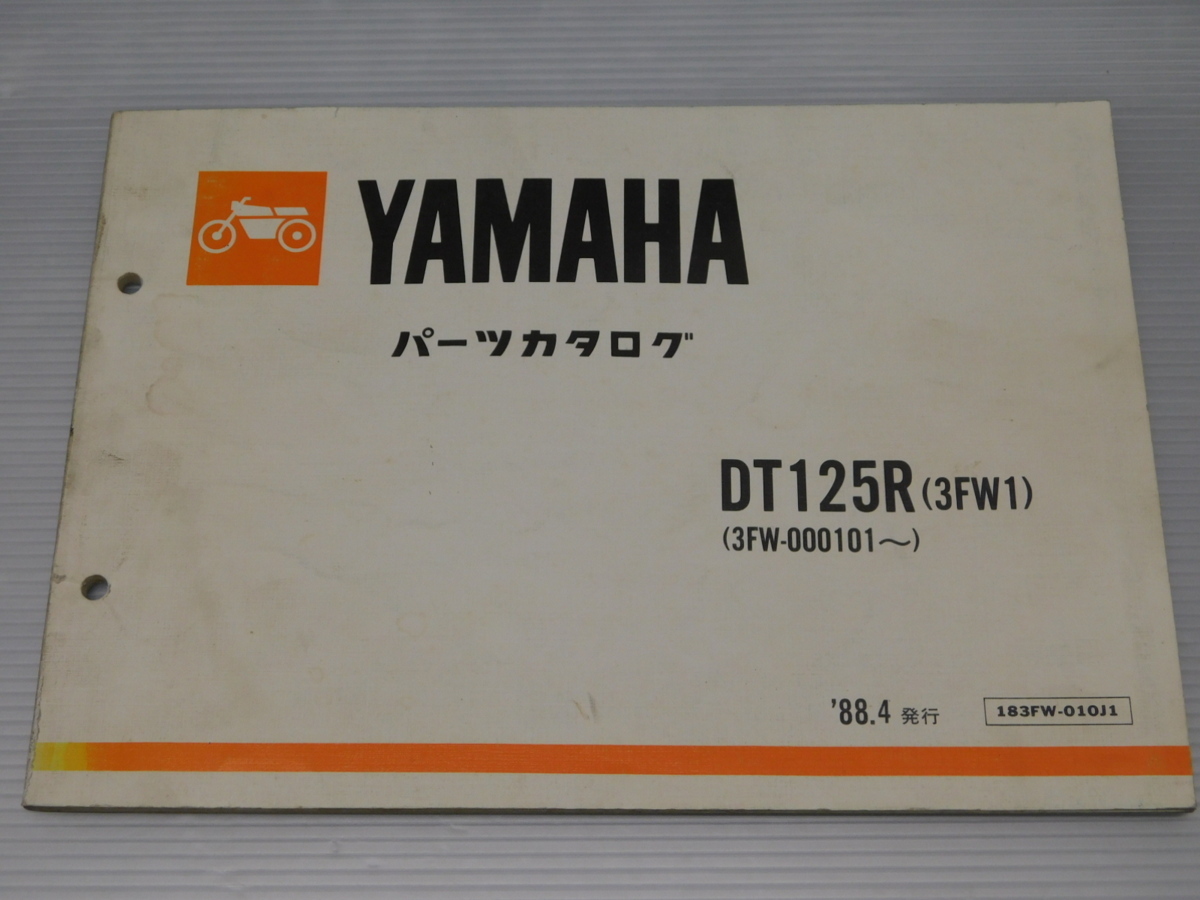 YAMAHA
パーツカタログ
DT125R (3FW1)
(3FW-000101〜)
'88.4 発行
183FW-010J1